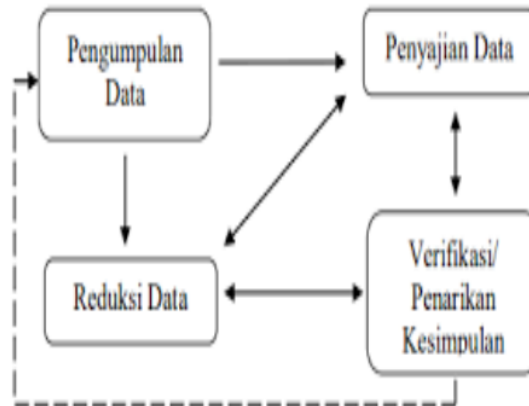 Pengumpulan
Data
Penyajian Data
Reduksi Data
Verifikasi/
Penarikan
Kesimpulan